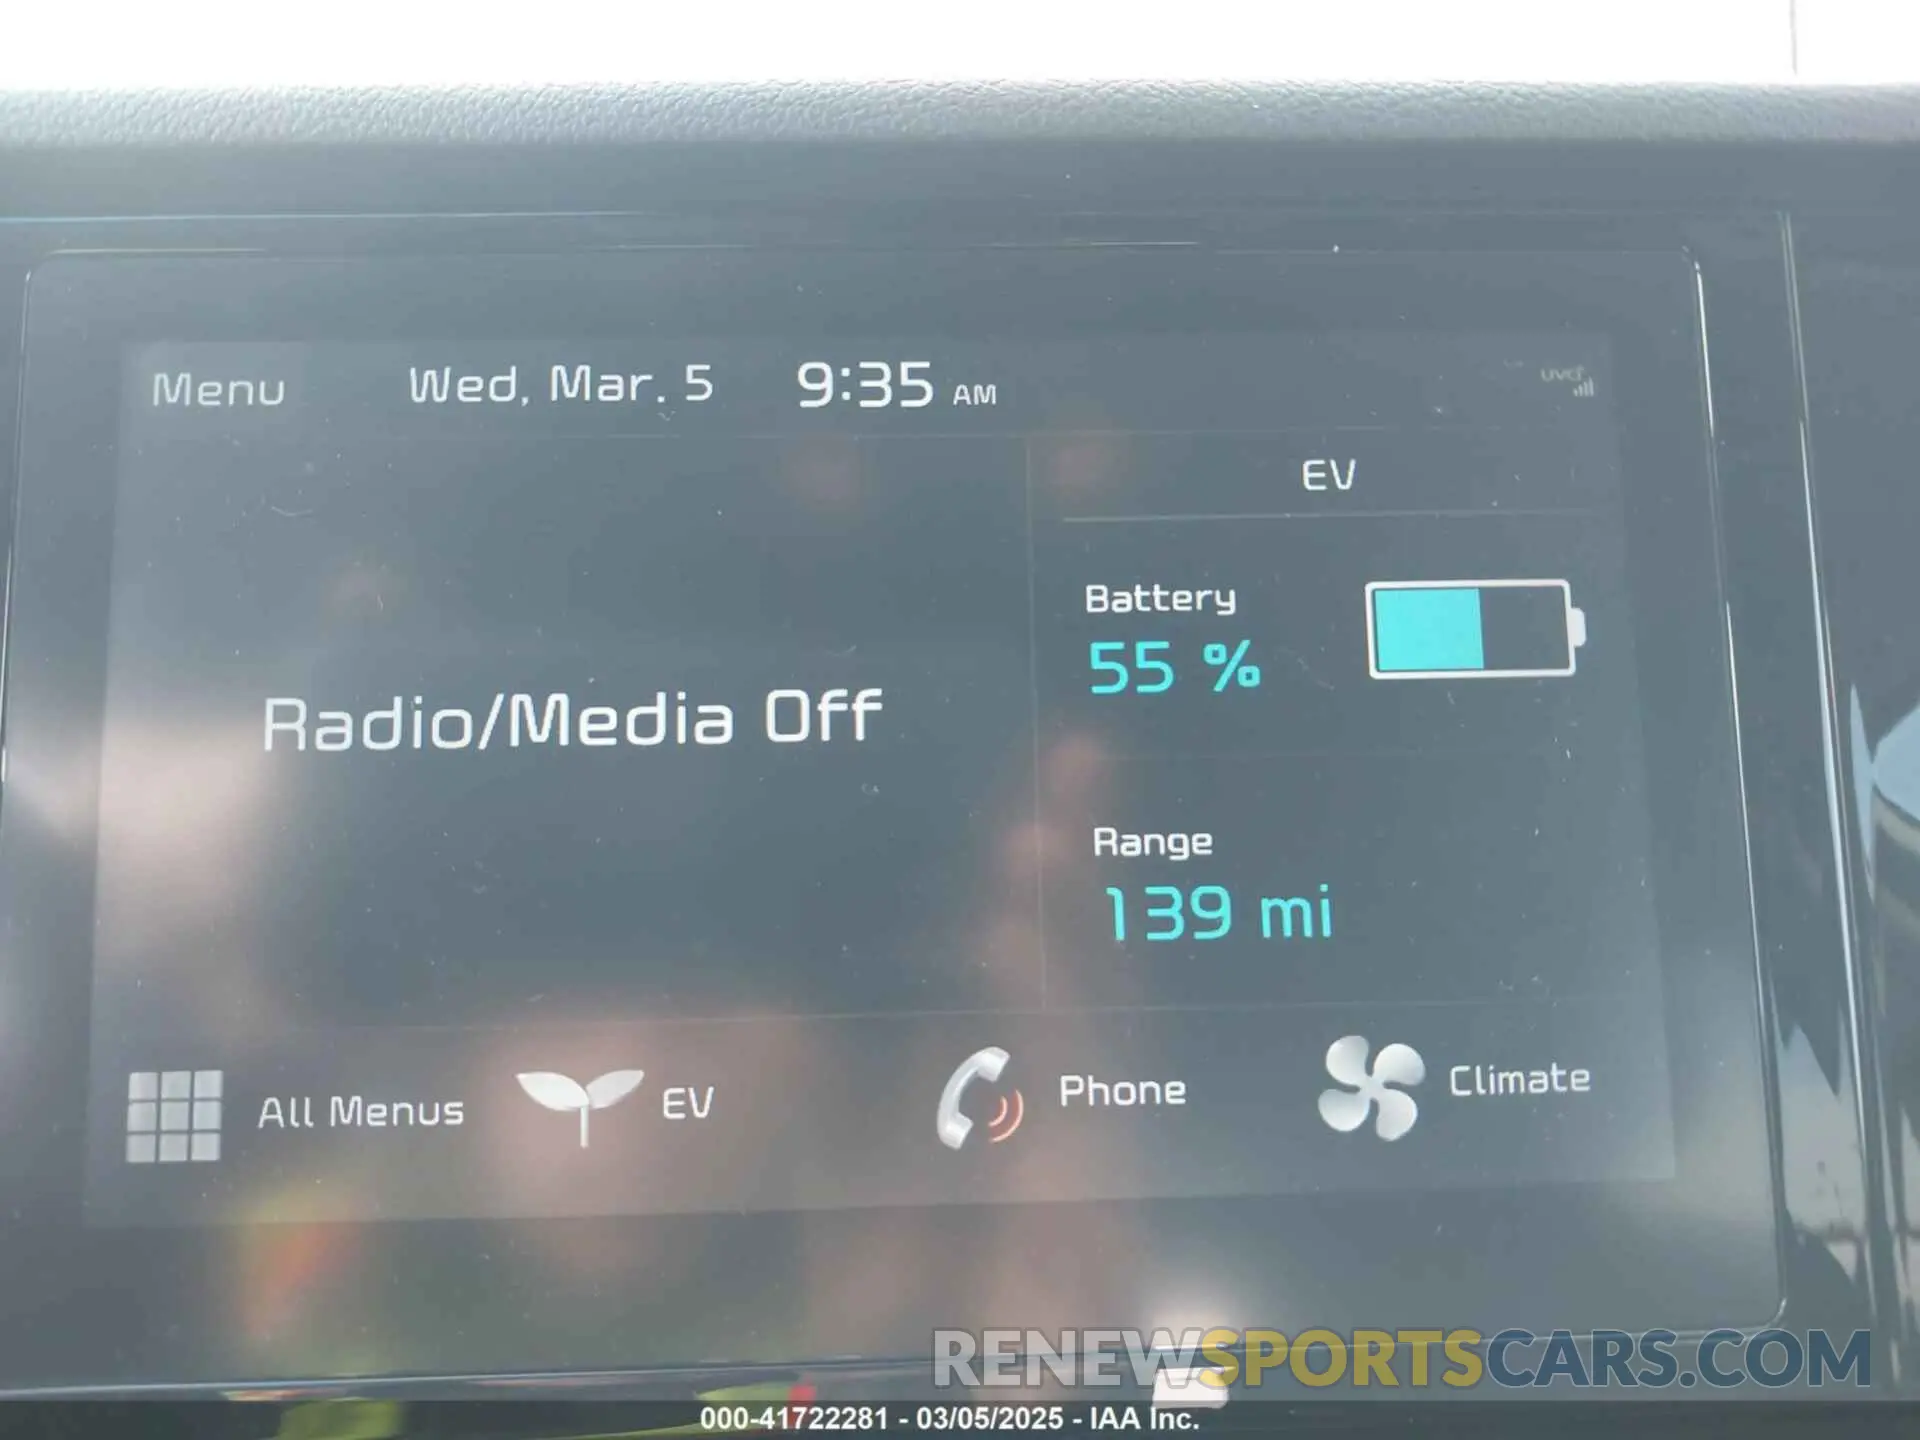 Menu Wed, Mar. 5 9:35 AM
EV
Battery
55 %
Radio/Media Off
Range
139 mi
All Menus EV Phone Climate
RENEWSPORTSCARS.COM
000-41722281 - 03/05/2025 - IAA Inc.